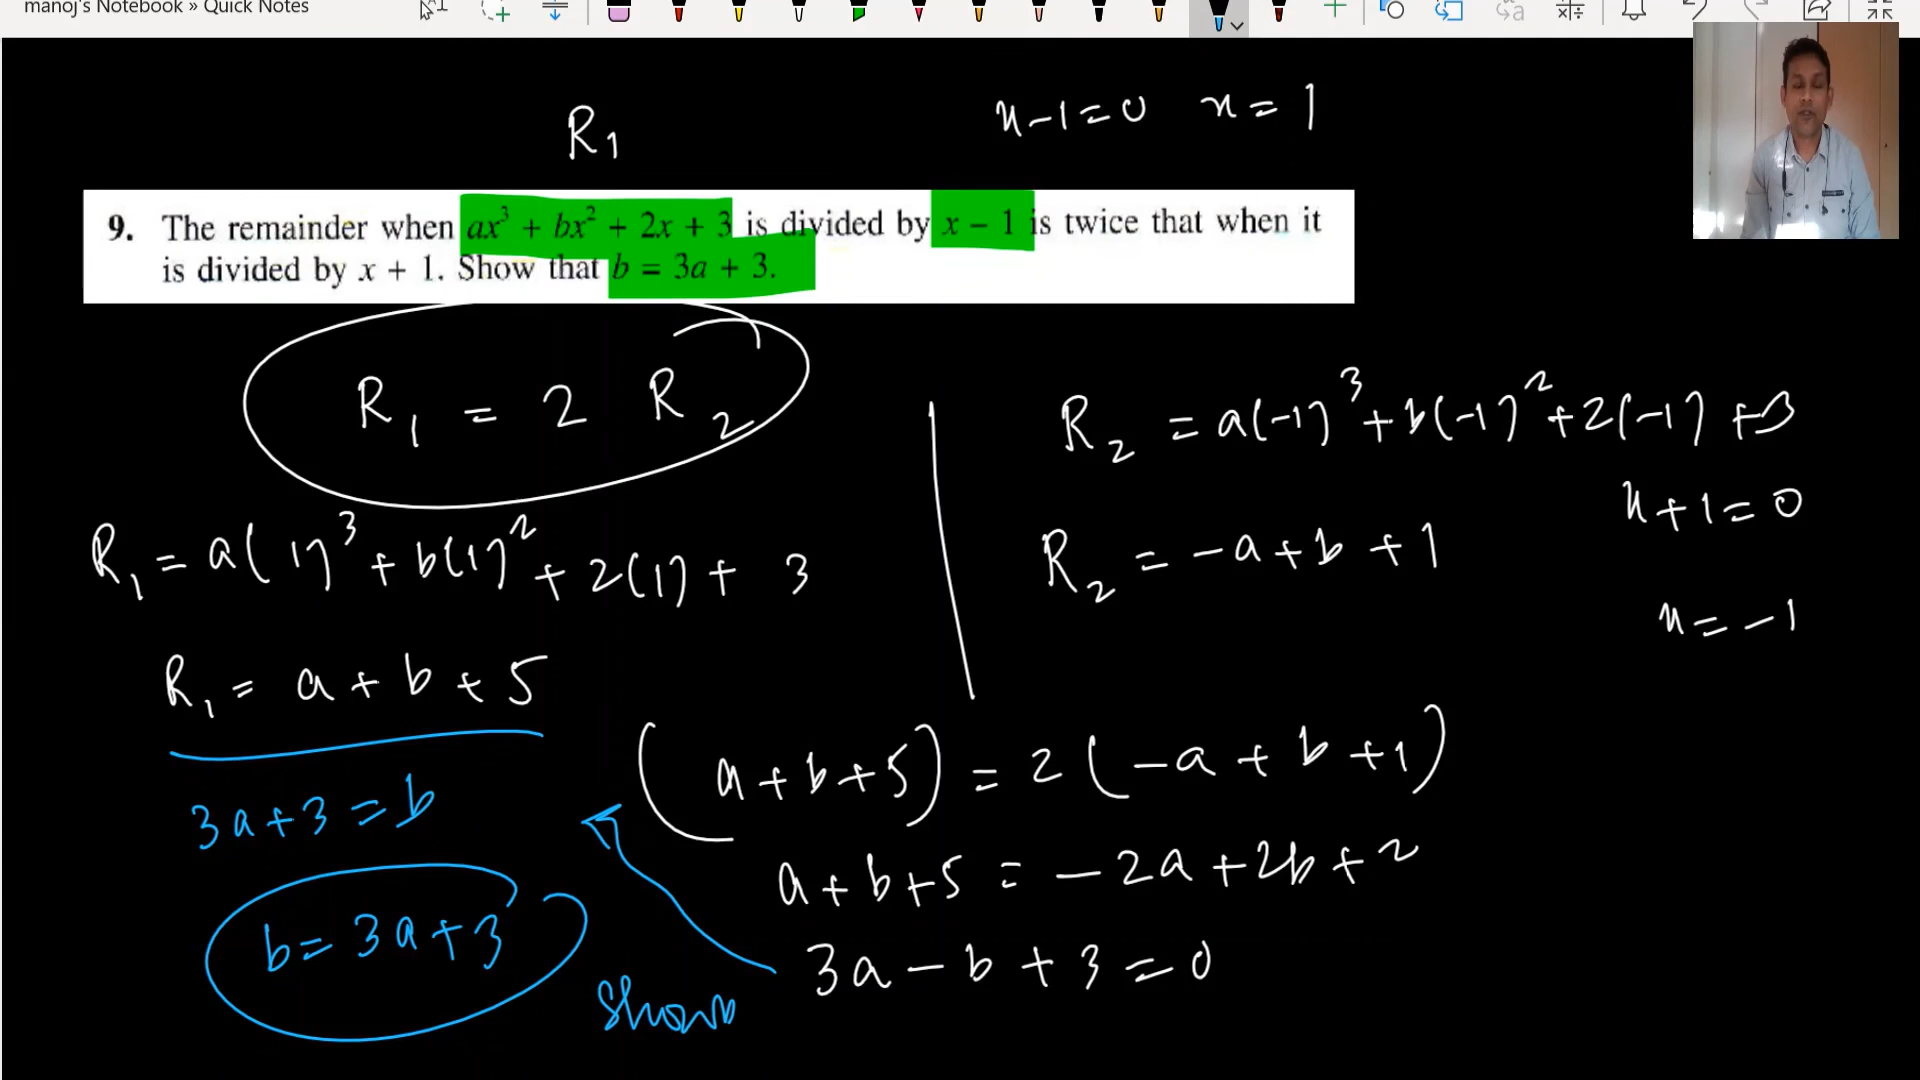 manoj's Notebook » Quick Notes
R₁
x-1=0 x=1
9. The remainder when ax³ + bx² + 2x + 3 is divided by x − 1 is twice that when it
is divided by x + 1. Show that b = 3a + 3.
R₁ = 2 R₂
R₁ = a(1)³ + b(1)² + 2(1) + 3
R₁ = a + b + 5
3a+3=b
b=3a+3
R₂ = a(-1)³ + b(-1)² + 2(-1) + 3
x+1=0
R₂ = -a+b+1
x=-1
(a+b+5) = 2(-a+b+1)
a+b+5 = -2a+2b+2
3a-b+3=0
shown